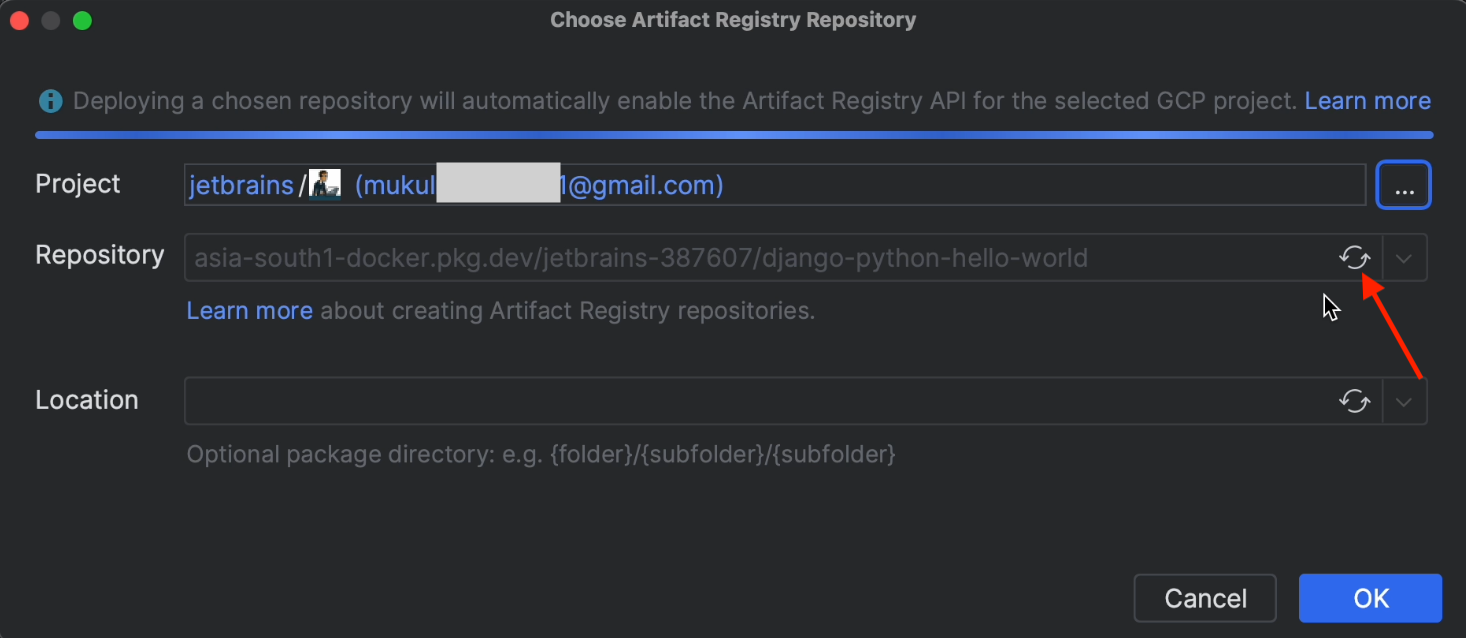 Choose Artifact Registry Repository
Deploying a chosen repository will automatically enable the Artifact Registry API for the selected GCP project. Learn more
Project jetbrains/ (mukul 1@gmail.com) ...
Repository asia-south1-docker.pkg.dev/jetbrains-387607/django-python-hello-world
Learn more about creating Artifact Registry repositories.
Location
Optional package directory: e.g. {folder}/{subfolder}/{subfolder}
Cancel OK